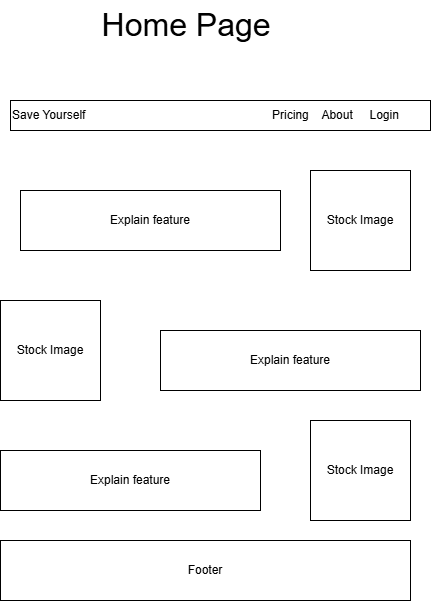 Home Page
Save Yourself Pricing About Login
Explain feature
Stock Image
Stock Image
Explain feature
Explain feature
Stock Image
Footer